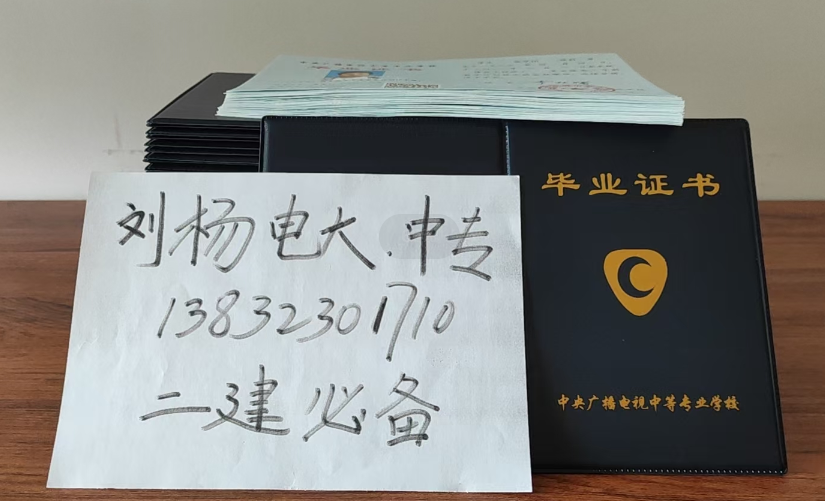 毕业证书
中央广播电视中等专业学校
刘杨电大.中专
13832301710
二建必备